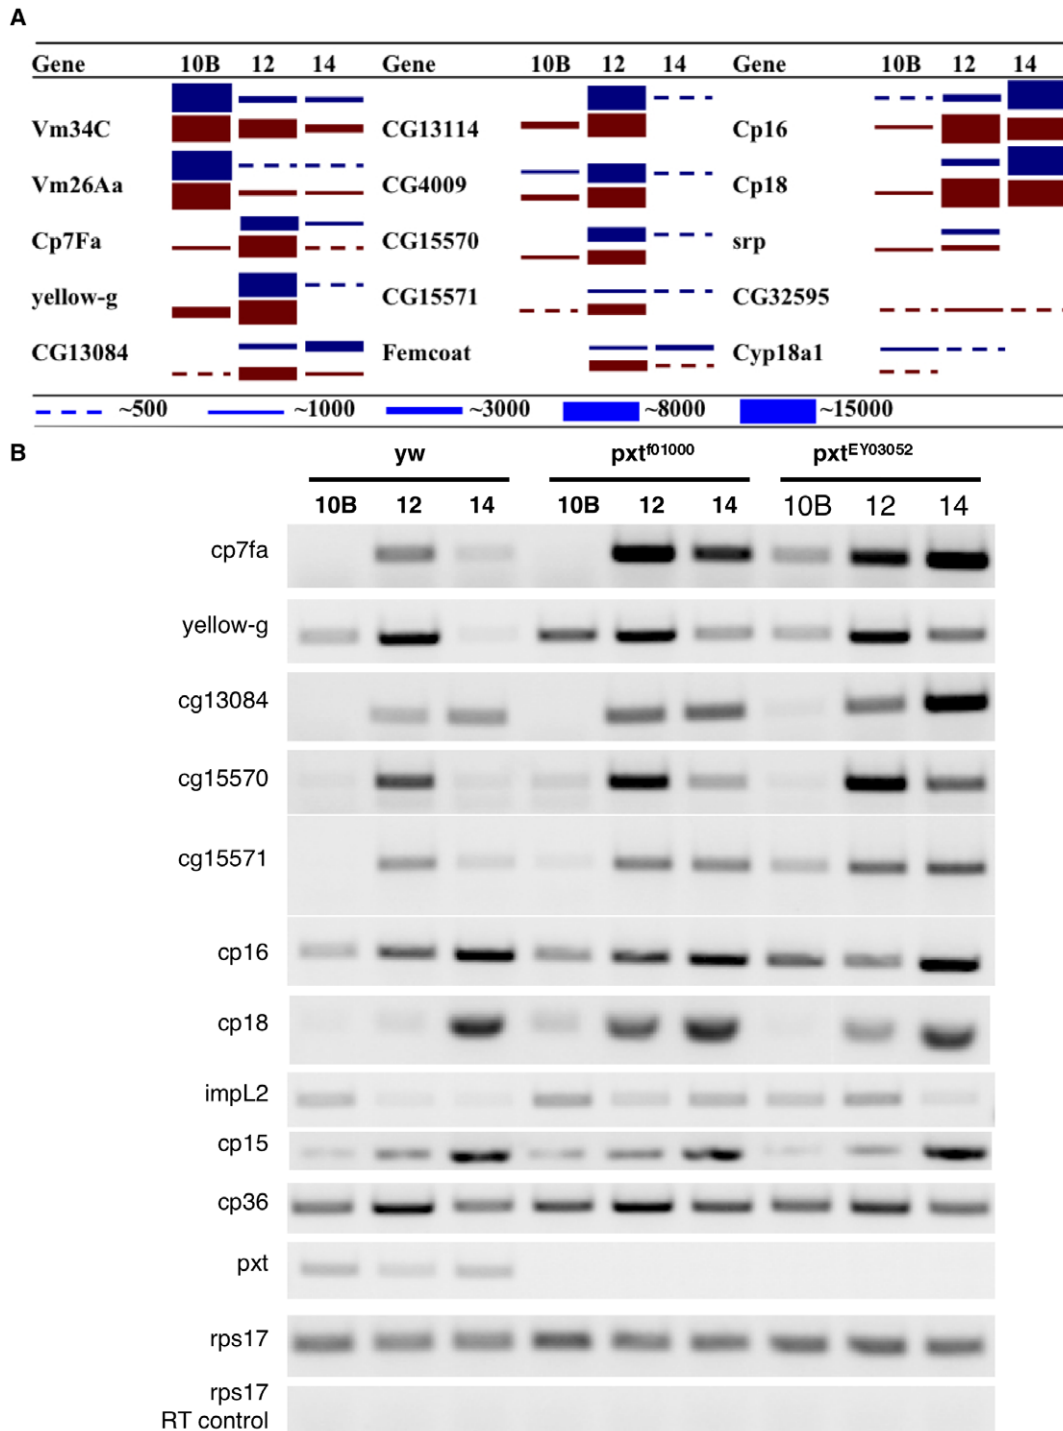 A
Gene 10B 12 14 Gene 10B 12 14 Gene 10B 12 14
Vm34C CG13114 Cp16
Vm26Aa CG4009 Cp18
Cp7Fa CG15570 srp
yellow-g CG15571 CG32595
CG13084 Femcoat Cyp18a1
~500 ~1000 ~3000 ~8000 ~15000
B
yw pxtf01000 pxtEY03052
10B 12 14 10B 12 14 10B 12 14
cp7fa
yellow-g
cg13084
cg15570
cg15571
cp16
cp18
impL2
cp15
cp36
pxt
rps17
rps17
RT control